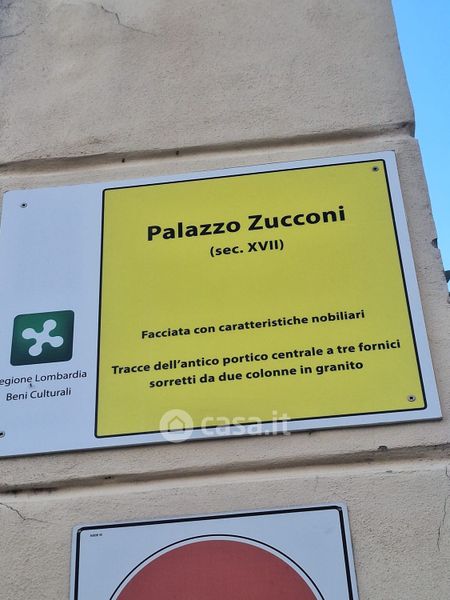 Palazzo Zucconi
(sec. XVII)
Facciata con caratteristiche nobiliari
Tracce dell'antico portico centrale a tre fornici
sorretti da due colonne in granito
egione Lombardia
Beni Culturali
casa.it